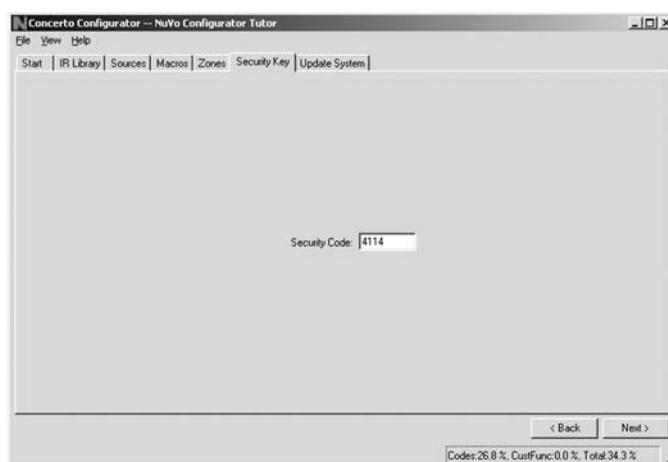 Concerto Configurator -- NuVo Configurator Tutor
File View Help
Start IR Library Sources Macros Zones Security Key Update System
Security Code: 4114
< Back Next >
Codes:26.8 %, CustFunc:0.0 %, Total:34.3 %